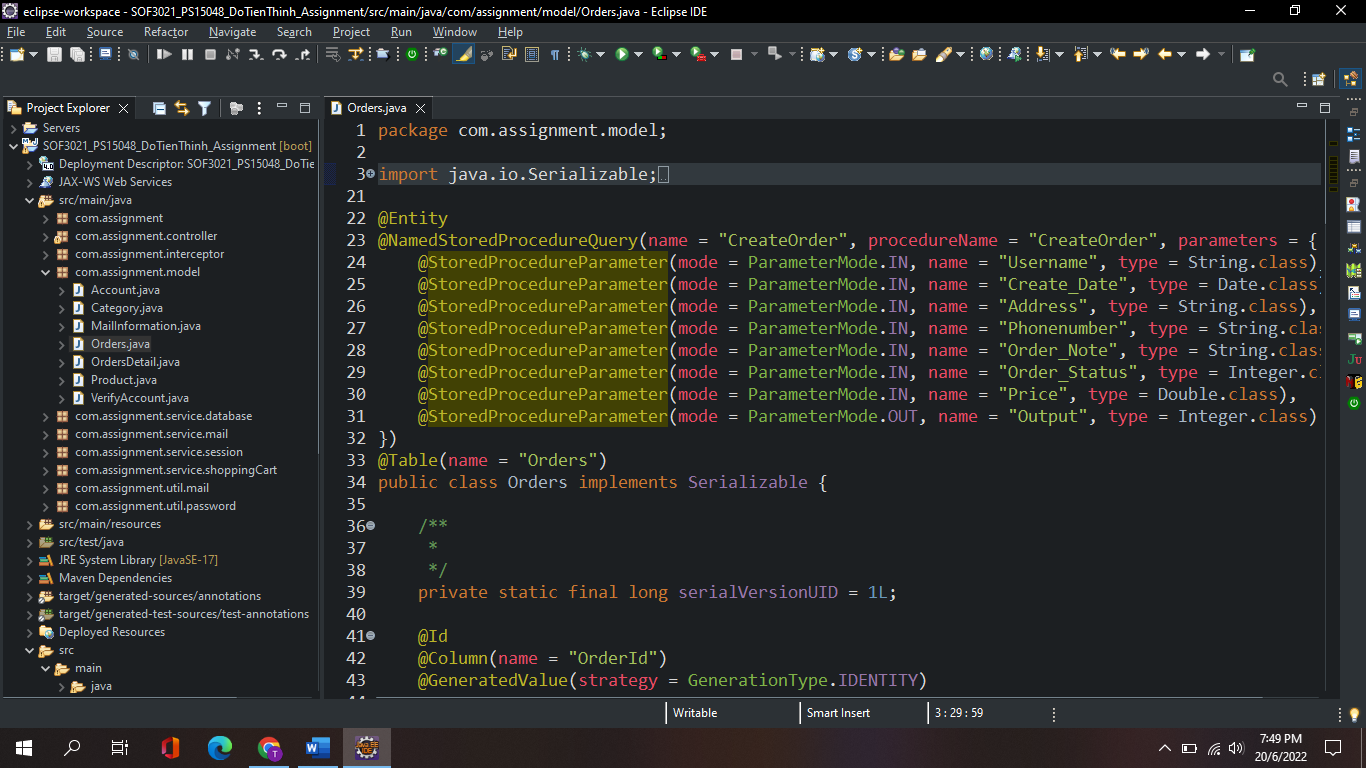 eclipse-workspace - SOF3021_PS15048_DoTienThinh_Assignment/src/main/java/com/assignment/model/Orders.java - Eclipse IDE
File Edit Source Refactor Navigate Search Project Run Window Help
Project Explorer
Servers
SOF3021_PS15048_DoTienThinh_Assignment [boot]
Deployment Descriptor: SOF3021_PS15048_DoTie
JAX-WS Web Services
src/main/java
com.assignment
com.assignment.controller
com.assignment.interceptor
com.assignment.model
Account.java
Category.java
MailInformation.java
Orders.java
OrdersDetail.java
Product.java
VerifyAccount.java
com.assignment.service.database
com.assignment.service.mail
com.assignment.service.session
com.assignment.service.shoppingCart
com.assignment.util.mail
com.assignment.util.password
src/main/resources
src/test/java
JRE System Library [JavaSE-17]
Maven Dependencies
target/generated-sources/annotations
target/generated-test-sources/test-annotations
Deployed Resources
src
main
java
Orders.java
1 package com.assignment.model;
2
3 import java.io.Serializable;
21
22 @Entity
23 @NamedStoredProcedureQuery(name = "CreateOrder", procedureName = "CreateOrder", parameters = {
24 @StoredProcedureParameter(mode = ParameterMode.IN, name = "Username", type = String.class)
25 @StoredProcedureParameter(mode = ParameterMode.IN, name = "Create_Date", type = Date.class
26 @StoredProcedureParameter(mode = ParameterMode.IN, name = "Address", type = String.class),
27 @StoredProcedureParameter(mode = ParameterMode.IN, name = "Phonenumber", type = String.cla
28 @StoredProcedureParameter(mode = ParameterMode.IN, name = "Order_Note", type = String.class
29 @StoredProcedureParameter(mode = ParameterMode.IN, name = "Order_Status", type = Integer.cl
30 @StoredProcedureParameter(mode = ParameterMode.IN, name = "Price", type = Double.class),
31 @StoredProcedureParameter(mode = ParameterMode.OUT, name = "Output", type = Integer.class)
32 })
33 @Table(name = "Orders")
34 public class Orders implements Serializable {
35
36 /**
37 *
38 */
39 private static final long serialVersionUID = 1L;
40
41 @Id
42 @Column(name = "OrderId")
43 @GeneratedValue(strategy = GenerationType.IDENTITY)
Writable
Smart Insert
3 : 29 : 59
7:49 PM
20/6/2022